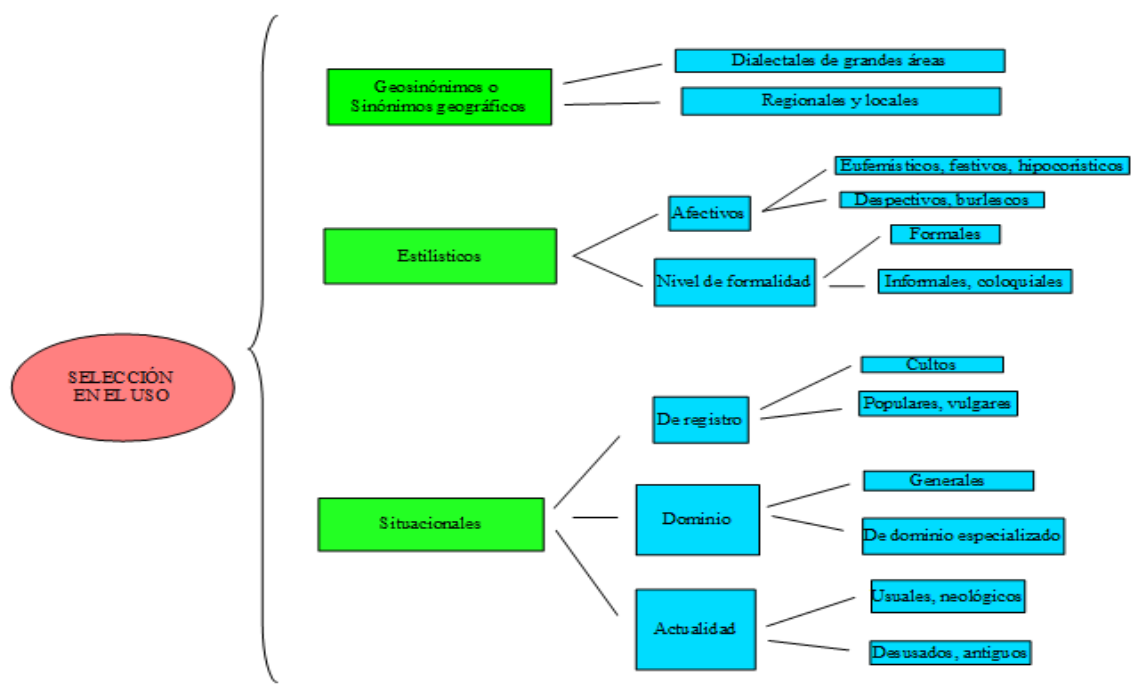 SELECCIÓN
EN EL USO
Geosinónimos o
Sinónimos geográficos
Dialectales de grandes áreas
Regionales y locales
Estilísticos
Afectivos
Eufemísticos, festivos, hipocorísticos
Despectivos, burlescos
Nivel de formalidad
Formales
Informales, coloquiales
Situacionales
De registro
Cultos
Populares, vulgares
Dominio
Generales
De dominio especializado
Actualidad
Usuales, neológicos
Desusados, antiguos